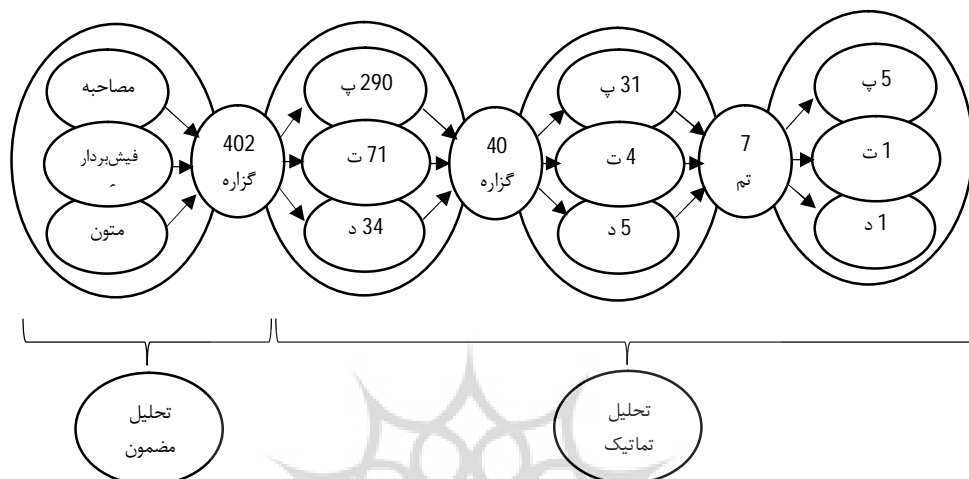 مصاحبه
فیش‌بردار
متون
402
گزاره
290 پ
71 ت
34 د
40
گزاره
31 پ
4 ت
5 د
7
تم
5 پ
1 ت
1 د
تحلیل
مضمون
تحلیل
تماتیک